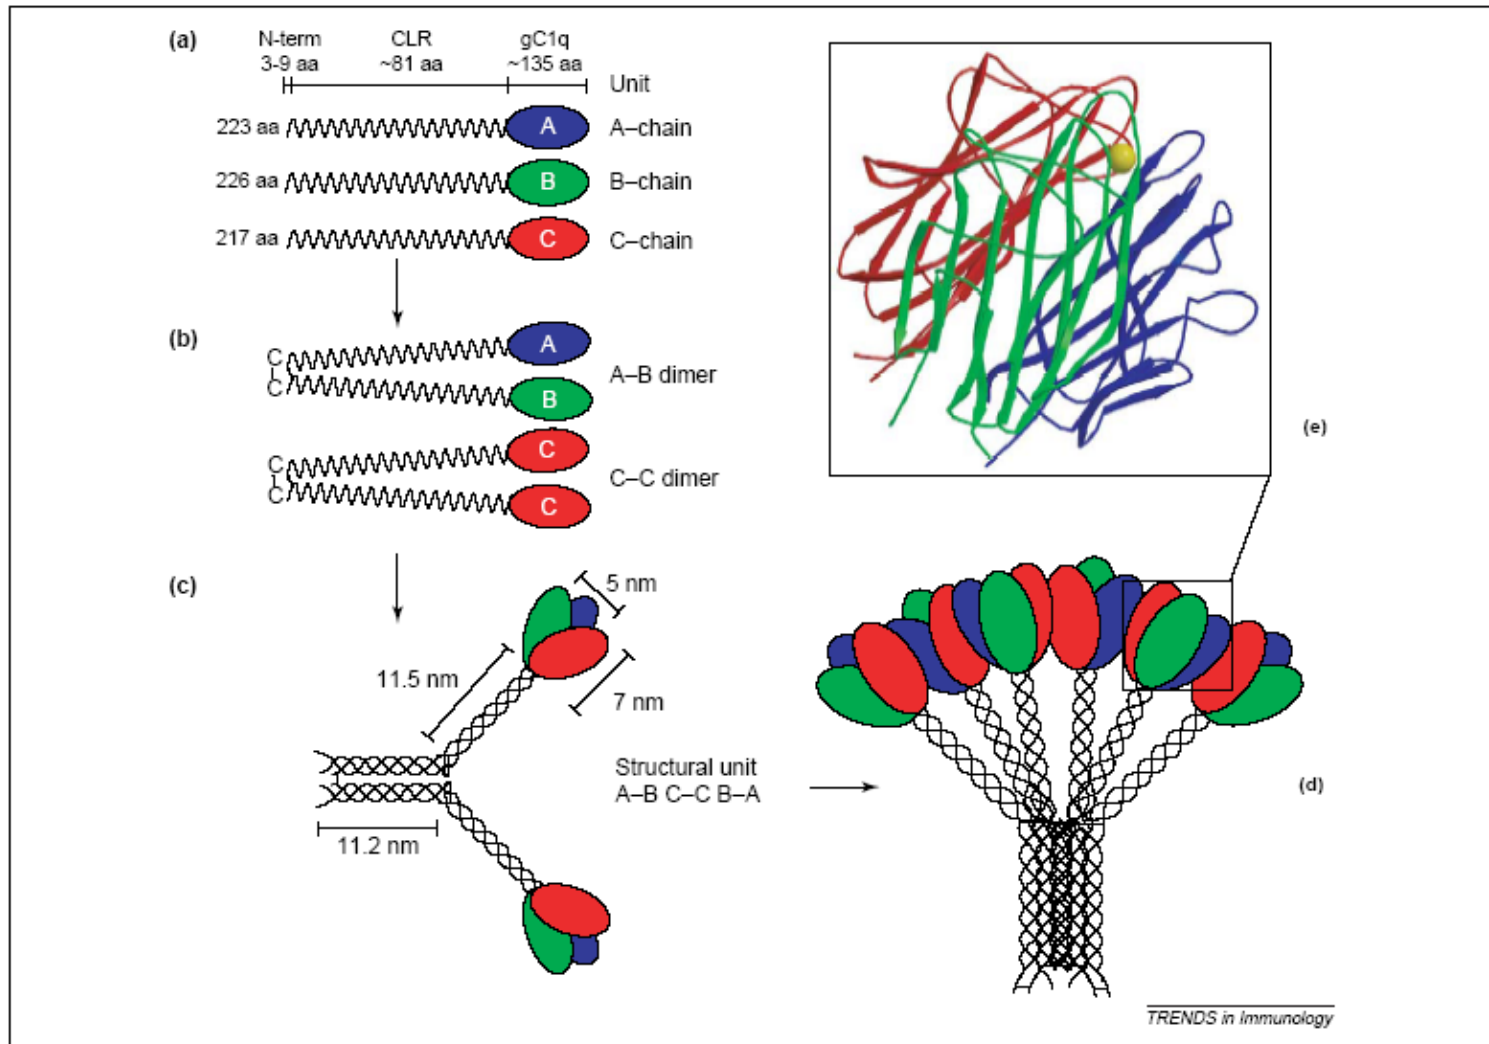 (a)
N-term CLR gC1q
3-9 aa ~81 aa ~135 aa
Unit
223 aa A A–chain
226 aa B B–chain
217 aa C C–chain
(b)
C A
C B
A–B dimer
C C
C C
C–C dimer
(c)
5 nm
11.5 nm
7 nm
11.2 nm
Structural unit
A–B C–C B–A
(d)
(e)
TRENDS in Immunology